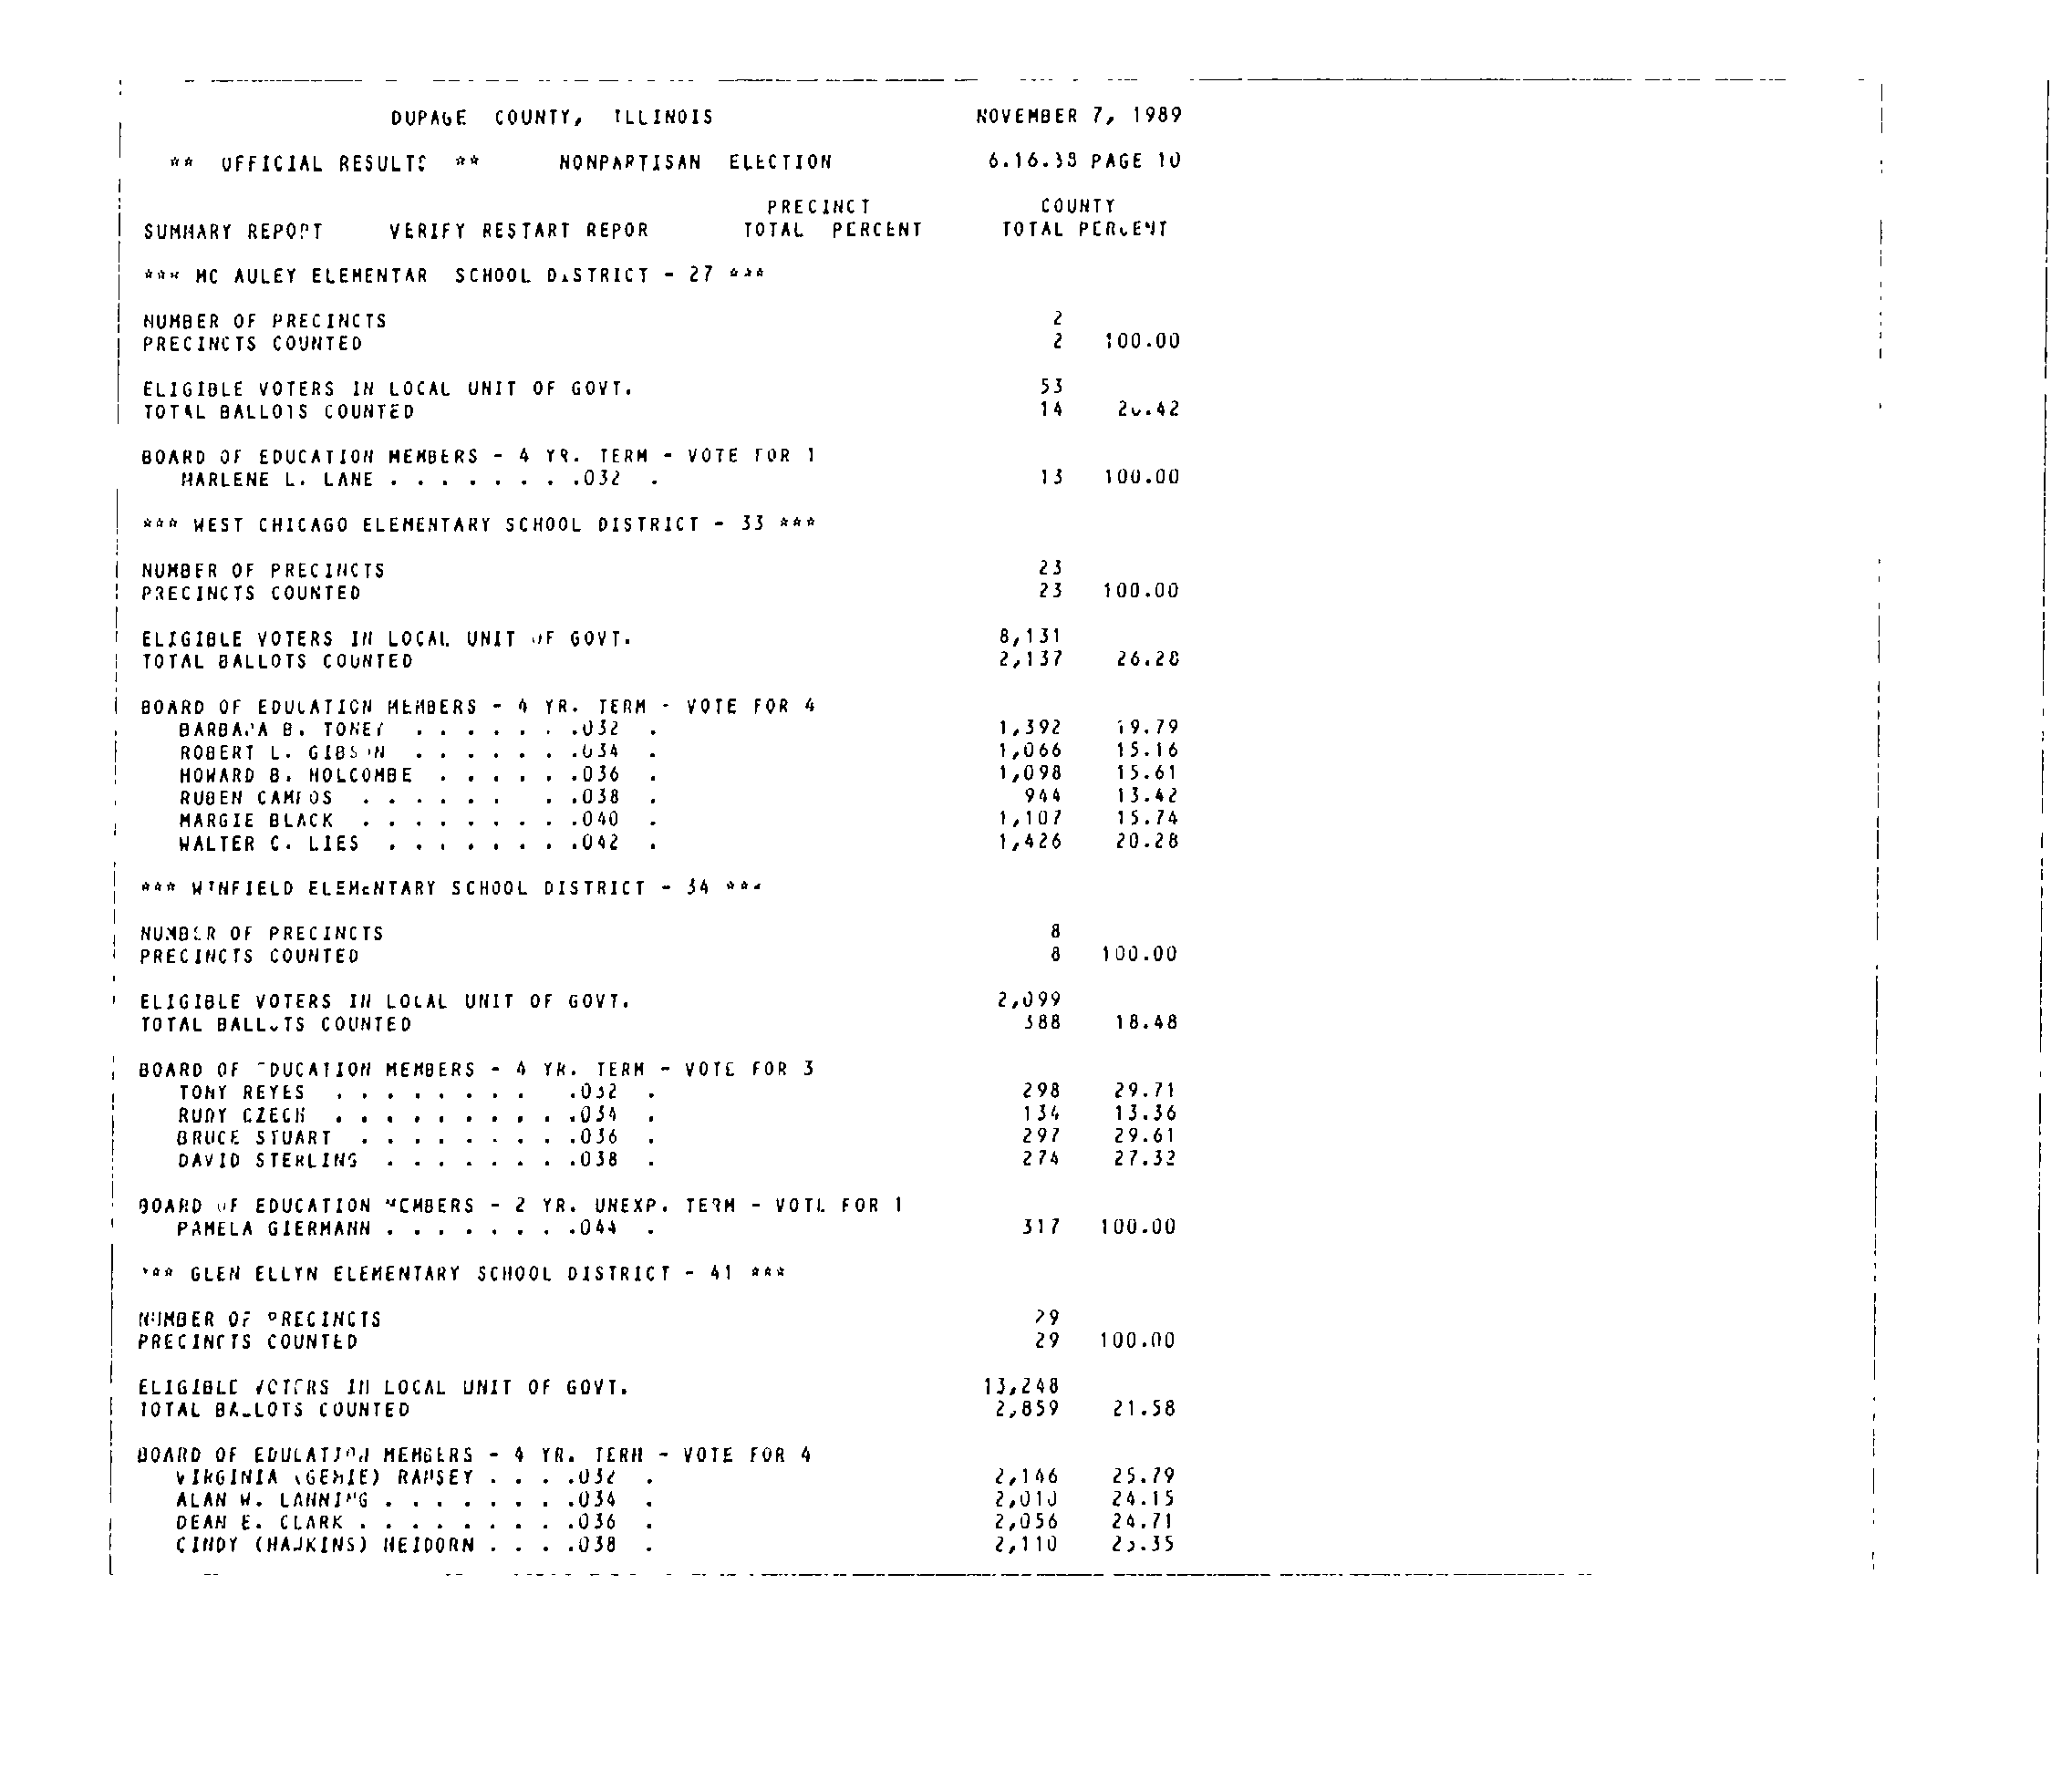 DUPAGE COUNTY, ILLINOIS NOVEMBER 7, 1989
** OFFICIAL RESULTS ** NONPARTISAN ELECTION PAGE 10
PRECINCT COUNTY
SUMMARY REPORT VERIFY RESTART REPOR TOTAL PERCENT TOTAL PERCENT
*** MC AULEY ELEMENTAR SCHOOL DISTRICT - 27 ***
NUMBER OF PRECINCTS 2
PRECINCTS COUNTED 2 100.00
ELIGIBLE VOTERS IN LOCAL UNIT OF GOVT. 53
TOTAL BALLOTS COUNTED 14 26.42
BOARD OF EDUCATION MEMBERS - 4 YR. TERM - VOTE FOR 1
MARLENE L. LANE . . . . . . . .032 . 13 100.00
*** WEST CHICAGO ELEMENTARY SCHOOL DISTRICT - 33 ***
NUMBER OF PRECINCTS 23
PRECINCTS COUNTED 23 100.00
ELIGIBLE VOTERS IN LOCAL UNIT OF GOVT. 8,131
TOTAL BALLOTS COUNTED 2,137 26.28
BOARD OF EDUCATION MEMBERS - 4 YR. TERM - VOTE FOR 4
BARBARA B. TONEY . . . . . . .032 . 1,392 19.79
ROBERT L. GIBSON . . . . . . .034 . 1,066 15.16
HOWARD B. HOLCOMBE . . . . . .036 . 1,098 15.61
RUBEN CAMPOS . . . . . . . .038 . 944 13.42
MARGIE BLACK . . . . . . . . .040 . 1,107 15.74
WALTER C. LIES . . . . . . . .042 . 1,426 20.28
*** WINFIELD ELEMENTARY SCHOOL DISTRICT - 34 ***
NUMBER OF PRECINCTS 8
PRECINCTS COUNTED 8 100.00
ELIGIBLE VOTERS IN LOCAL UNIT OF GOVT. 2,099
TOTAL BALLOTS COUNTED 388 18.48
BOARD OF EDUCATION MEMBERS - 4 YR. TERM - VOTE FOR 3
TONY REYES . . . . . . . . .032 . 298 29.71
RUDY CZECH . . . . . . . . . .034 . 134 13.36
BRUCE STUART . . . . . . . . .036 . 297 29.61
DAVID STERLING . . . . . . . .038 . 274 27.32
BOARD OF EDUCATION MEMBERS - 2 YR. UNEXP. TERM - VOTE FOR 1
PAMELA GIERMANN . . . . . . . .044 . 317 100.00
*** GLEN ELLYN ELEMENTARY SCHOOL DISTRICT - 41 ***
NUMBER OF PRECINCTS 29
PRECINCTS COUNTED 29 100.00
ELIGIBLE VOTERS IN LOCAL UNIT OF GOVT. 13,248
TOTAL BALLOTS COUNTED 2,859 21.58
BOARD OF EDUCATION MEMBERS - 4 YR. TERM - VOTE FOR 4
VIRGINIA (GENIE) RAMSEY . . . .032 . 2,146 25.79
ALAN W. LANNING . . . . . . . .034 . 2,010 24.15
DEAN E. CLARK . . . . . . . . .036 . 2,056 24.71
CINDY (HAJKINS) NEIDORN . . . .038 . 2,110 25.35